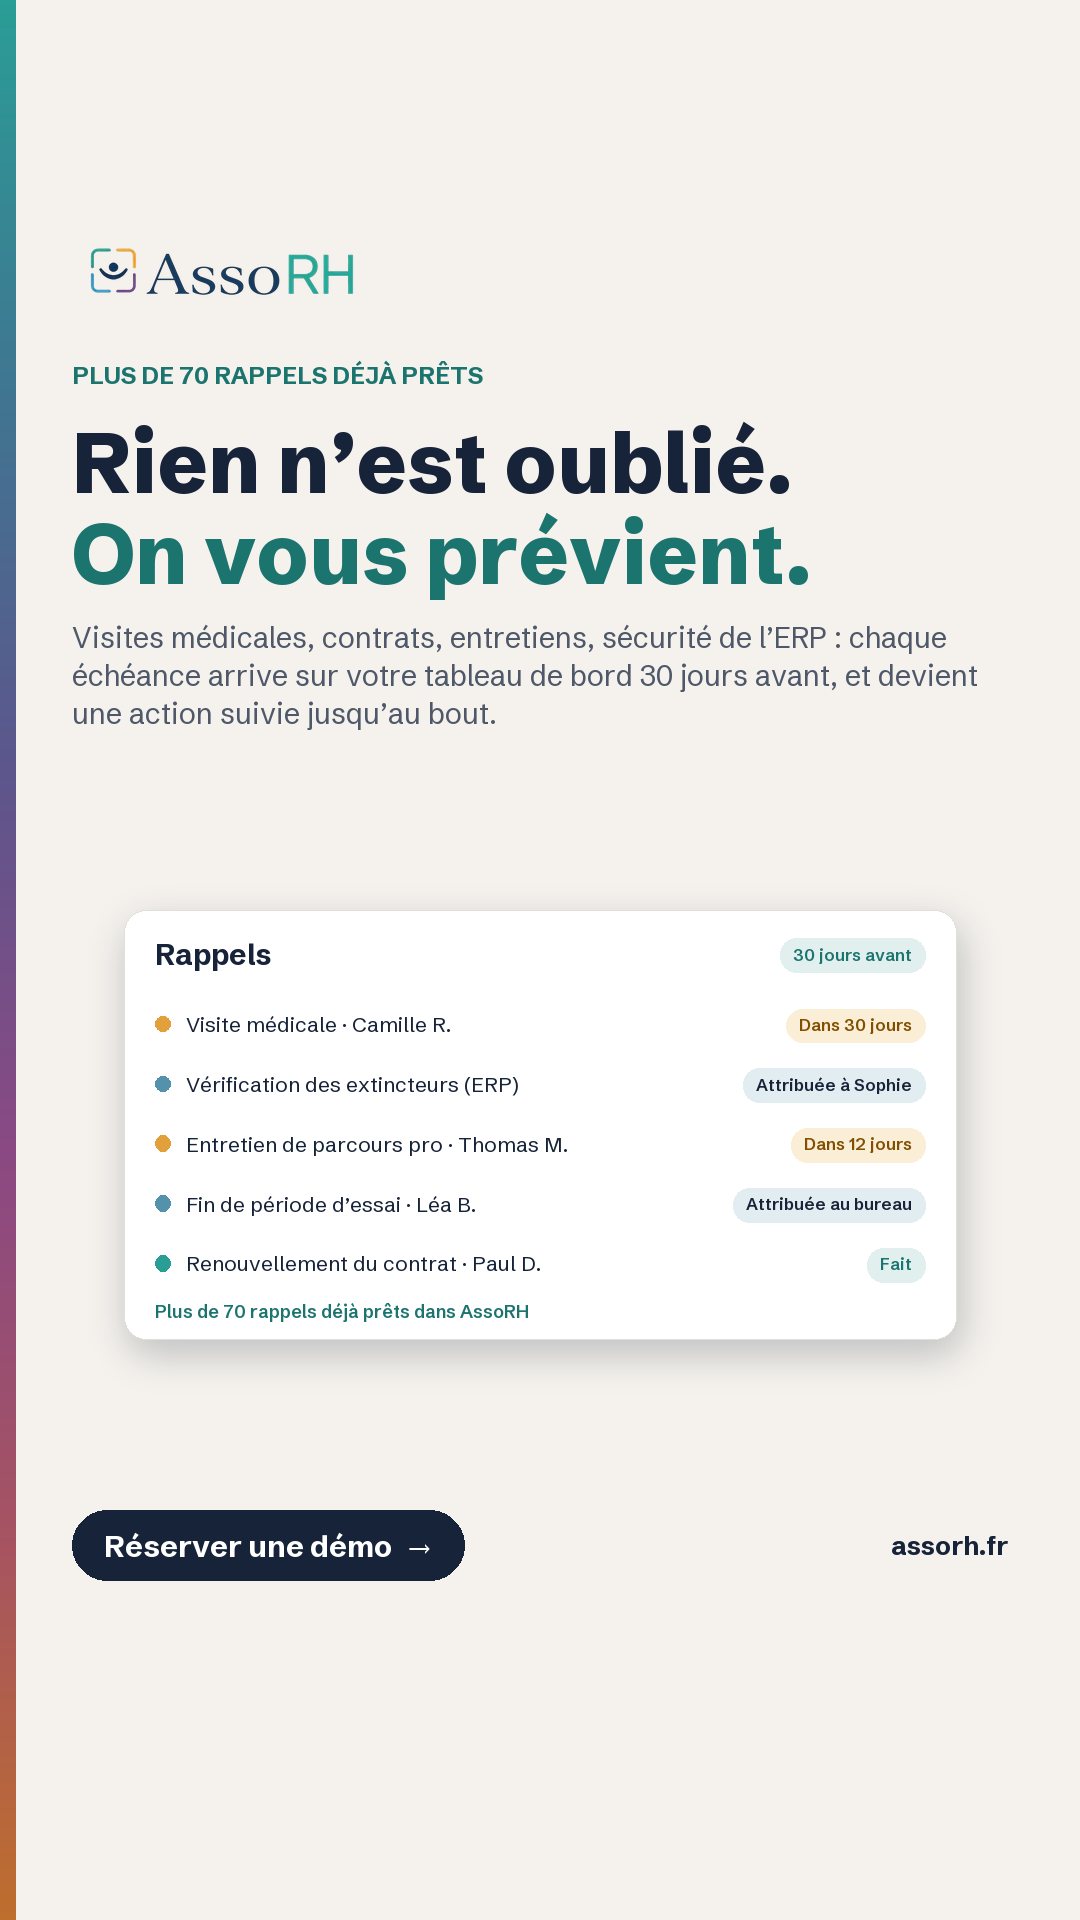 AssoRH
PLUS DE 70 RAPPELS DÉJÀ PRÊTS
Rien n’est oublié.
On vous prévient.
Visites médicales, contrats, entretiens, sécurité de l’ERP : chaque
échéance arrive sur votre tableau de bord 30 jours avant, et devient
une action suivie jusqu’au bout.
Rappels
30 jours avant
Visite médicale · Camille R.
Dans 30 jours
Vérification des extincteurs (ERP)
Attribuée à Sophie
Entretien de parcours pro · Thomas M.
Dans 12 jours
Fin de période d’essai · Léa B.
Attribuée au bureau
Renouvellement du contrat · Paul D.
Fait
Plus de 70 rappels déjà prêts dans AssoRH
Réserver une démo →
assorh.fr